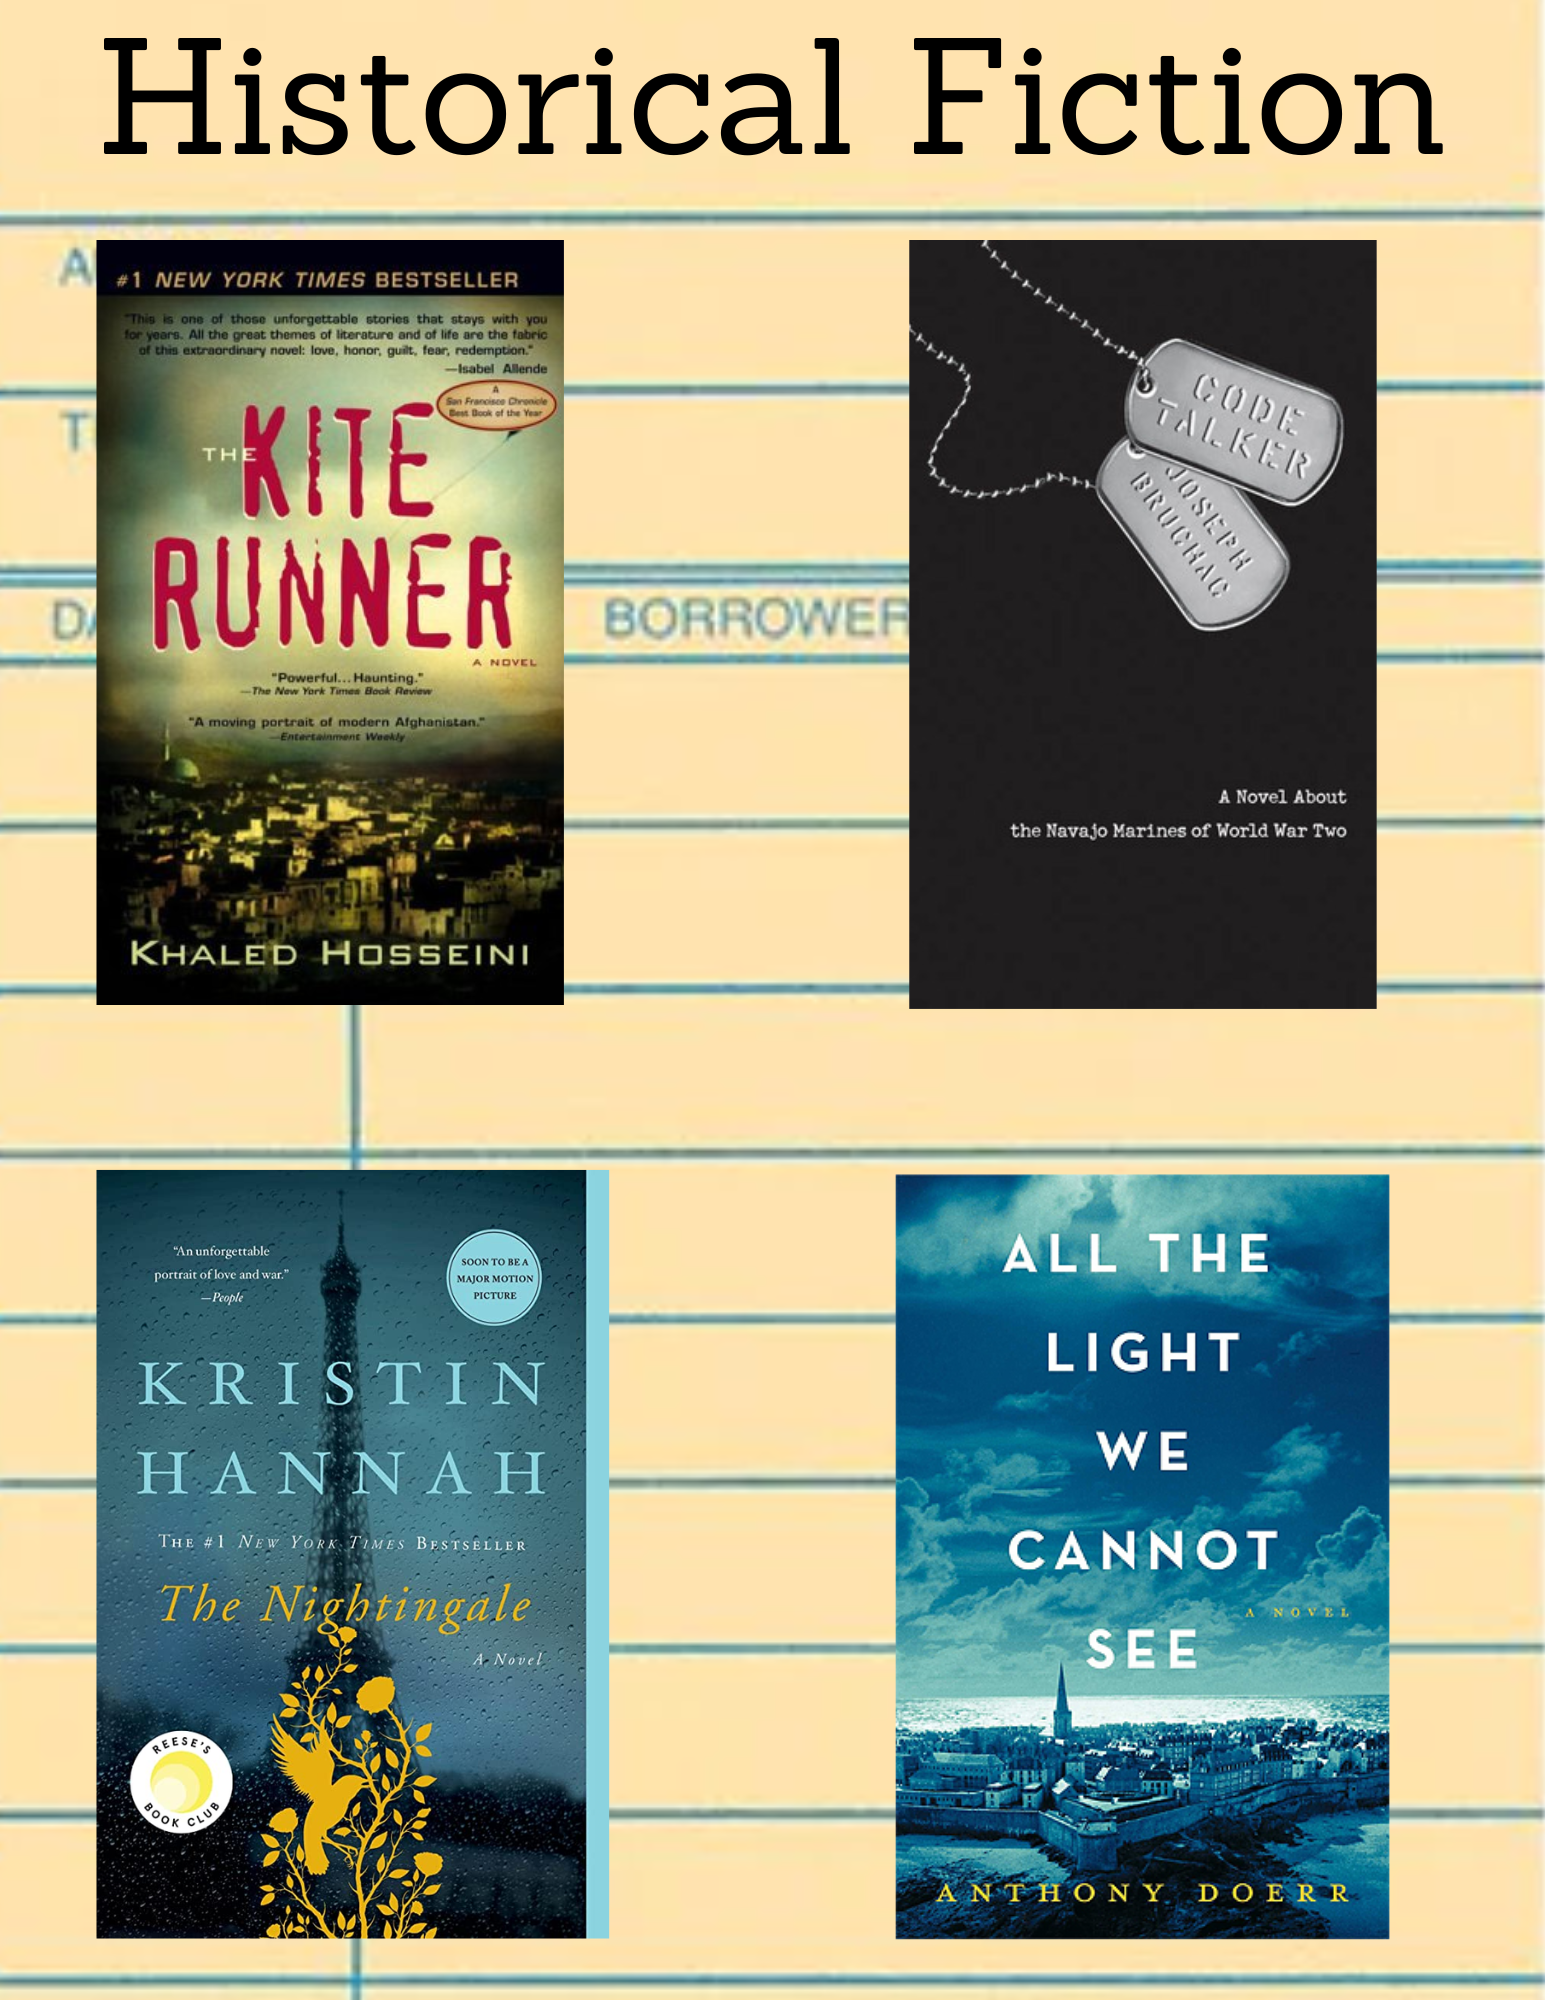 Historical Fiction
A
#1 NEW YORK TIMES BESTSELLER
"This is one of those unforgettable stories that stays with you
for years. All the great themes of literature and of life are the fabric
of this extraordinary novel: love, honor, guilt, fear, redemption."
—Isabel Allende
A
San Francisco Chronicle
Best Book of the Year
THE KITE
RUNNER
A NOVEL
"Powerful...Haunting."
—The New York Times Book Review
"A moving portrait of modern Afghanistan."
—Entertainment Weekly
KHALED HOSSEINI
T
DA
BORROWER
CODE
TALKER
JOSEPH
BRUCHAC
A Novel About
the Navajo Marines of World War Two
"An unforgettable
portrait of love and war."
—People
SOON TO BE A
MAJOR MOTION
PICTURE
KRISTIN
HANNAH
THE #1 NEW YORK TIMES BESTSELLER
The Nightingale
A Novel
REESE'S
BOOK CLUB
ALL THE
LIGHT
WE
CANNOT
A NOVEL
SEE
ANTHONY DOERR